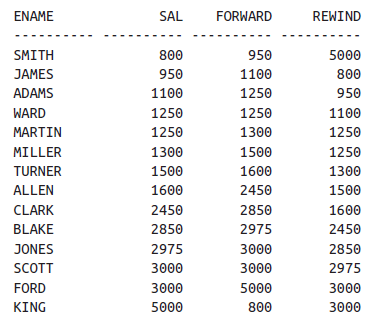 ENAME             SAL    FORWARD     REWIND
---------- ---------- ---------- ----------
SMITH             800        950       5000
JAMES             950       1100        800
ADAMS            1100       1250        950
WARD             1250       1250       1100
MARTIN           1250       1300       1250
MILLER           1300       1500       1250
TURNER           1500       1600       1300
ALLEN            1600       2450       1500
CLARK            2450       2850       1600
BLAKE            2850       2975       2450
JONES            2975       3000       2850
SCOTT            3000       3000       2975
FORD             3000       5000       3000
KING             5000        800       3000